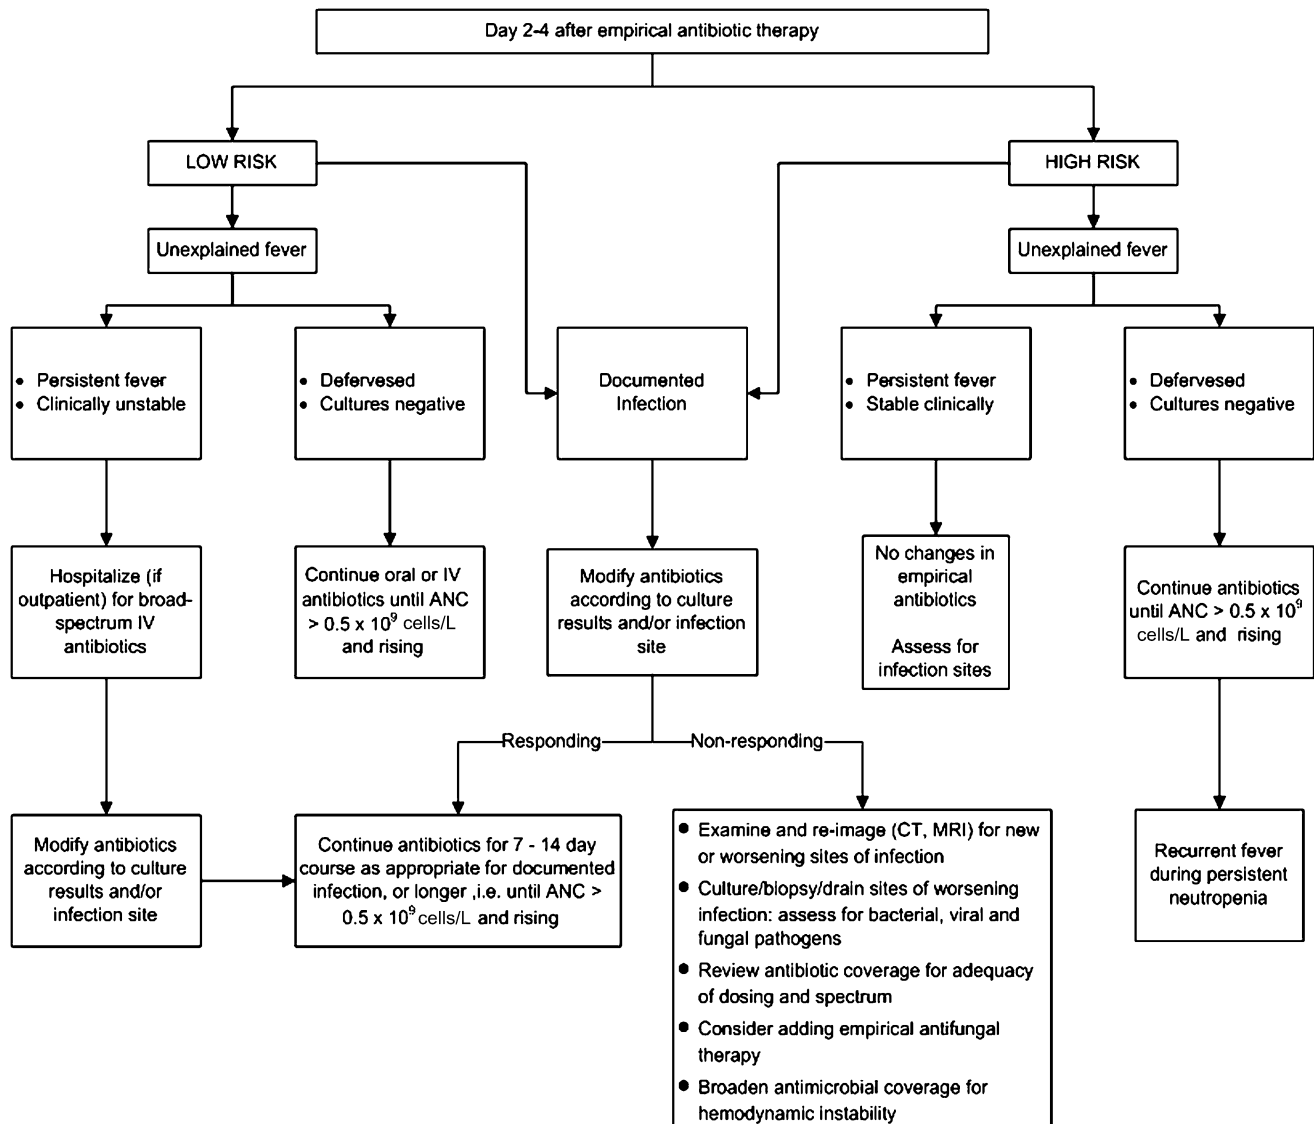 Day 2-4 after empirical antibiotic therapy
LOW RISK
HIGH RISK
Unexplained fever
Unexplained fever
• Persistent fever
• Clinically unstable
• Defervesed
• Cultures negative
Documented
Infection
• Persistent fever
• Stable clinically
• Defervesed
• Cultures negative
Hospitalize (if
outpatient) for broad-
spectrum IV
antibiotics
Continue oral or IV
antibiotics until ANC
> 0.5 x 10⁹ cells/L
and rising
Modify antibiotics
according to culture
results and/or infection
site
No changes in
empirical
antibiotics
Assess for
infection sites
Continue antibiotics
until ANC > 0.5 x 10⁹
cells/L and rising
Responding
Non-responding
Modify antibiotics
according to culture
results and/or
infection site
Continue antibiotics for 7 - 14 day
course as appropriate for documented
infection, or longer ,i.e. until ANC >
0.5 x 10⁹ cells/L and rising
• Examine and re-image (CT, MRI) for new
or worsening sites of infection
• Culture/biopsy/drain sites of worsening
infection: assess for bacterial, viral and
fungal pathogens
• Review antibiotic coverage for adequacy
of dosing and spectrum
• Consider adding empirical antifungal
therapy
• Broaden antimicrobial coverage for
hemodynamic instability
Recurrent fever
during persistent
neutropenia